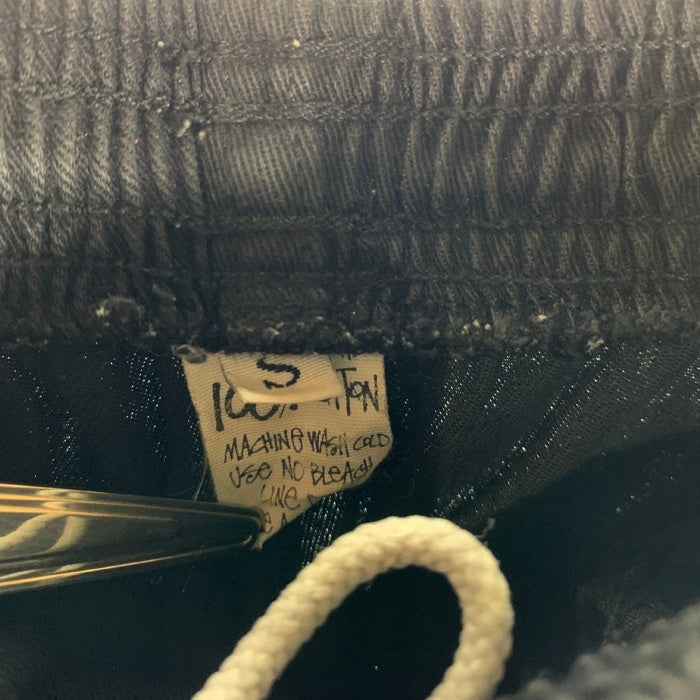 S
100%
MACHINE WASH COLD
USE NO BLEACH
LINE